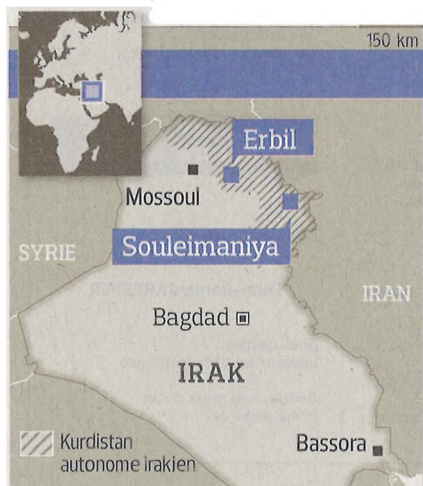 150 km
Erbil
Mossoul
Souleimaniya
SYRIE
IRAN
Bagdad
IRAK
Kurdistan
autonome irakien
Bassora